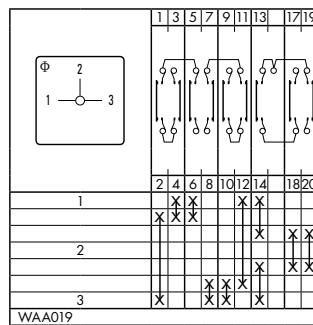 1 3 5 7 9 11 13 17 19
Φ
2
1 3
2 4 6 8 10 12 14 18 20
1 X X X X
X X X
X X X
2
X X X
X X X
3 X X X X
WAA019